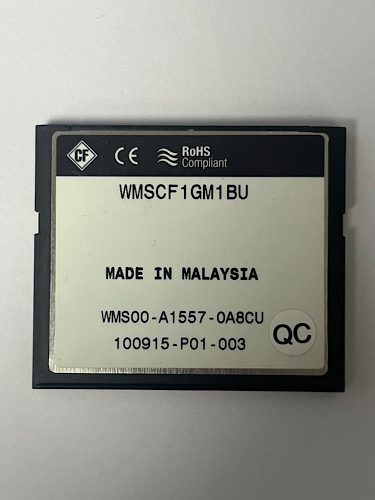 CF CE RoHS
Compliant
WMSCF1GM1BU
MADE IN MALAYSIA
WMS00-A1557-0A8CU
100915-P01-003
QC